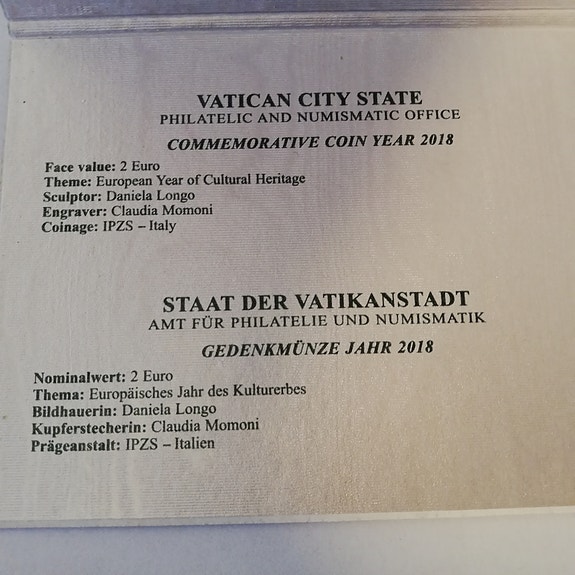 VATICAN CITY STATE
PHILATELIC AND NUMISMATIC OFFICE
COMMEMORATIVE COIN YEAR 2018
Face value: 2 Euro
Theme: European Year of Cultural Heritage
Sculptor: Daniela Longo
Engraver: Claudia Momoni
Coinage: IPZS – Italy
STAAT DER VATIKANSTADT
AMT FÜR PHILATELIE UND NUMISMATIK
GEDENKMÜNZE JAHR 2018
Nominalwert: 2 Euro
Thema: Europäisches Jahr des Kulturerbes
Bildhauerin: Daniela Longo
Kupferstecherin: Claudia Momoni
Prägeanstalt: IPZS – Italien